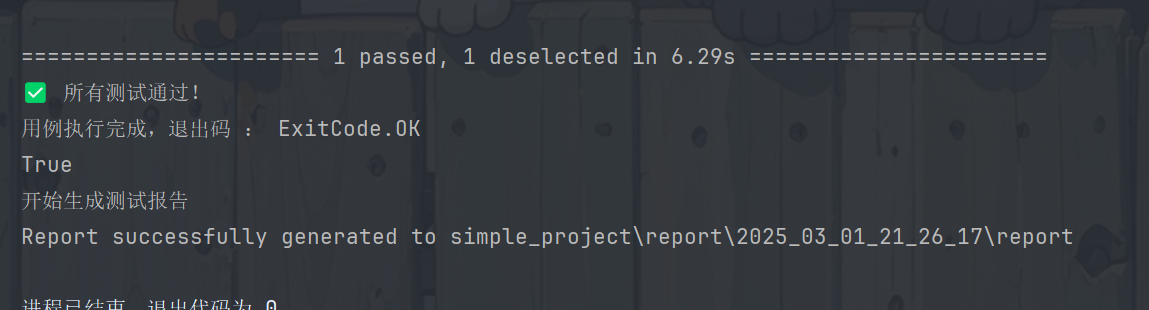 ======================= 1 passed, 1 deselected in 6.29s =======================
✅ 所有测试通过!
用例执行完成，退出码 ： ExitCode.OK
True
开始生成测试报告
Report successfully generated to simple_project\report\2025_03_01_21_26_17\report
进程已结束，退出代码为 0